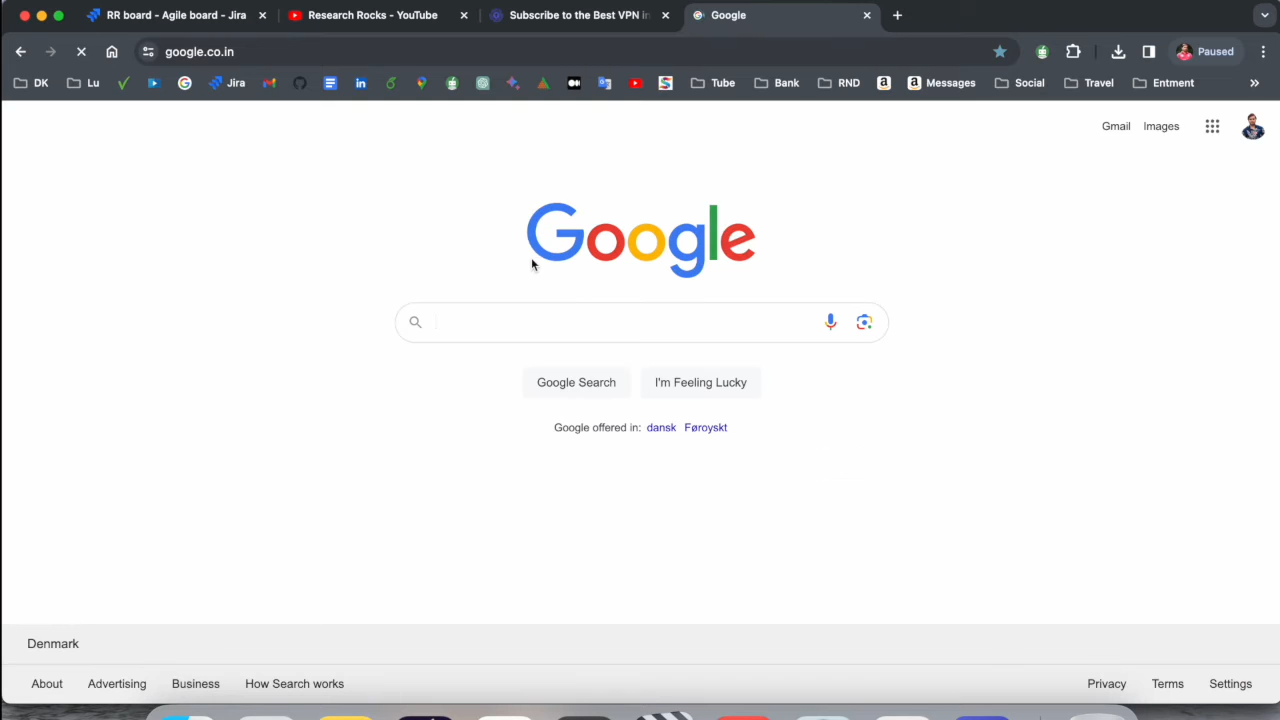 RR board - Agile board - Jira
Research Rocks - YouTube
Subscribe to the Best VPN in
Google
google.co.in
Paused
DK
Lu
Jira
Tube
Bank
RND
Messages
Social
Travel
Entment
Gmail
Images
Google
Google Search
I'm Feeling Lucky
Google offered in: dansk Føroyskt
Denmark
About
Advertising
Business
How Search works
Privacy
Terms
Settings